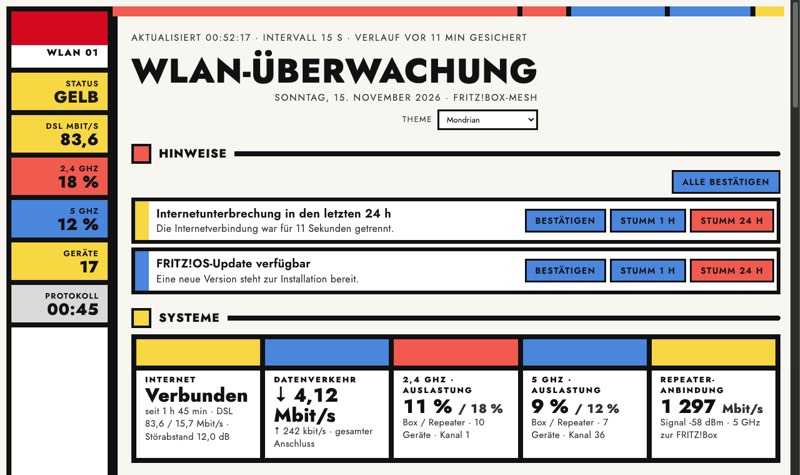 WLAN 01
STATUS
GELB
DSL MBIT/S
83,6
2,4 GHZ
18 %
5 GHZ
12 %
GERÄTE
17
PROTOKOLL
00:45
AKTUALISIERT 00:52:17 · INTERVALL 15 S · VERLAUF VOR 11 MIN GESICHERT
WLAN-ÜBERWACHUNG
SONNTAG, 15. NOVEMBER 2026 · FRITZ!BOX-MESH
THEME Mondrian
HINWEISE
ALLE BESTÄTIGEN
Internetunterbrechung in den letzten 24 h
Die Internetverbindung war für 11 Sekunden getrennt.
BESTÄTIGEN STUMM 1 H STUMM 24 H
FRITZ!OS-Update verfügbar
Eine neue Version steht zur Installation bereit.
BESTÄTIGEN STUMM 1 H STUMM 24 H
SYSTEME
INTERNET
Verbunden
seit 1 h 45 min · DSL
83,6 / 15,7 Mbit/s ·
Störabstand 12,0 dB
DATENVERKEHR
↓ 4,12
Mbit/s
↑ 242 kbit/s · gesamter
Anschluss
2,4 GHZ ·
AUSLASTUNG
11 % / 18 %
Box / Repeater · 10
Geräte · Kanal 1
5 GHZ ·
AUSLASTUNG
9 % / 12 %
Box / Repeater · 7
Geräte · Kanal 36
REPEATER-
ANBINDUNG
1 297 Mbit/s
Signal -58 dBm · 5 GHz
zur FRITZ!Box